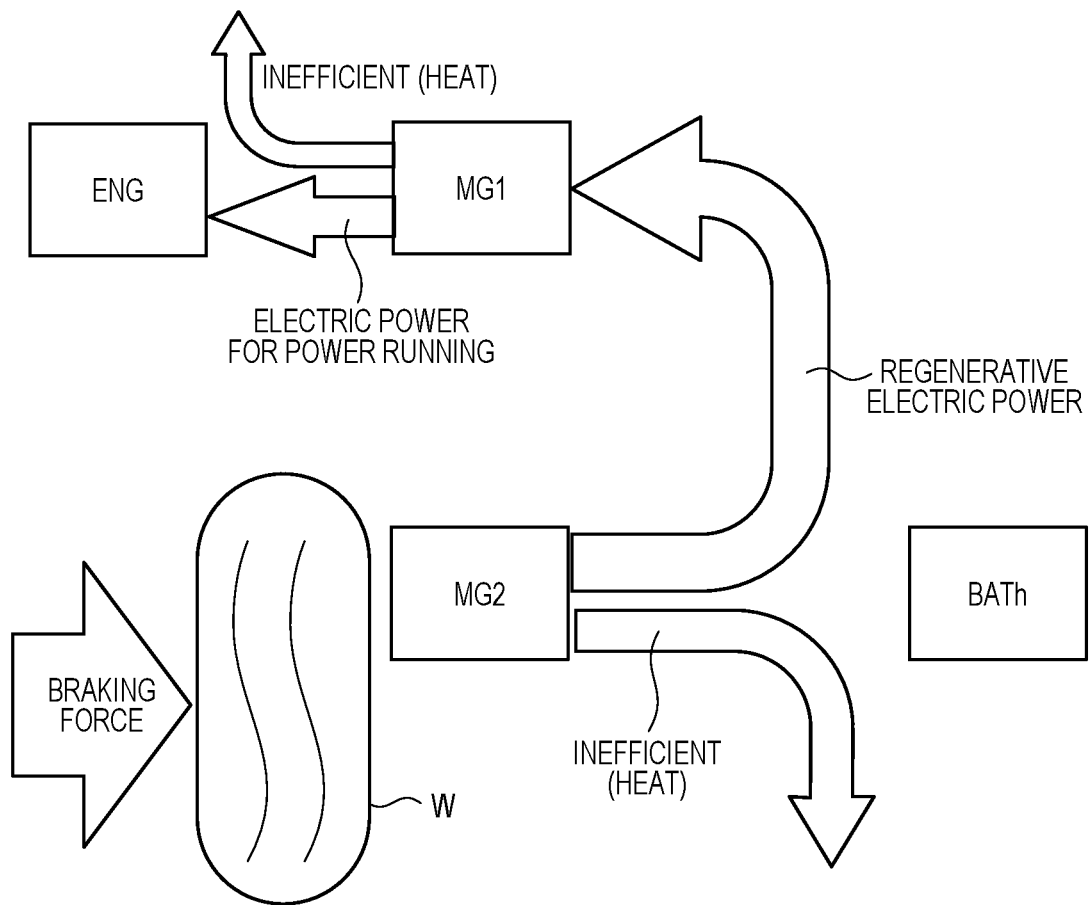 INEFFICIENT (HEAT)
ENG
MG1
ELECTRIC POWER
FOR POWER RUNNING
REGENERATIVE
ELECTRIC POWER
MG2
BATh
BRAKING
FORCE
INEFFICIENT
(HEAT)
W